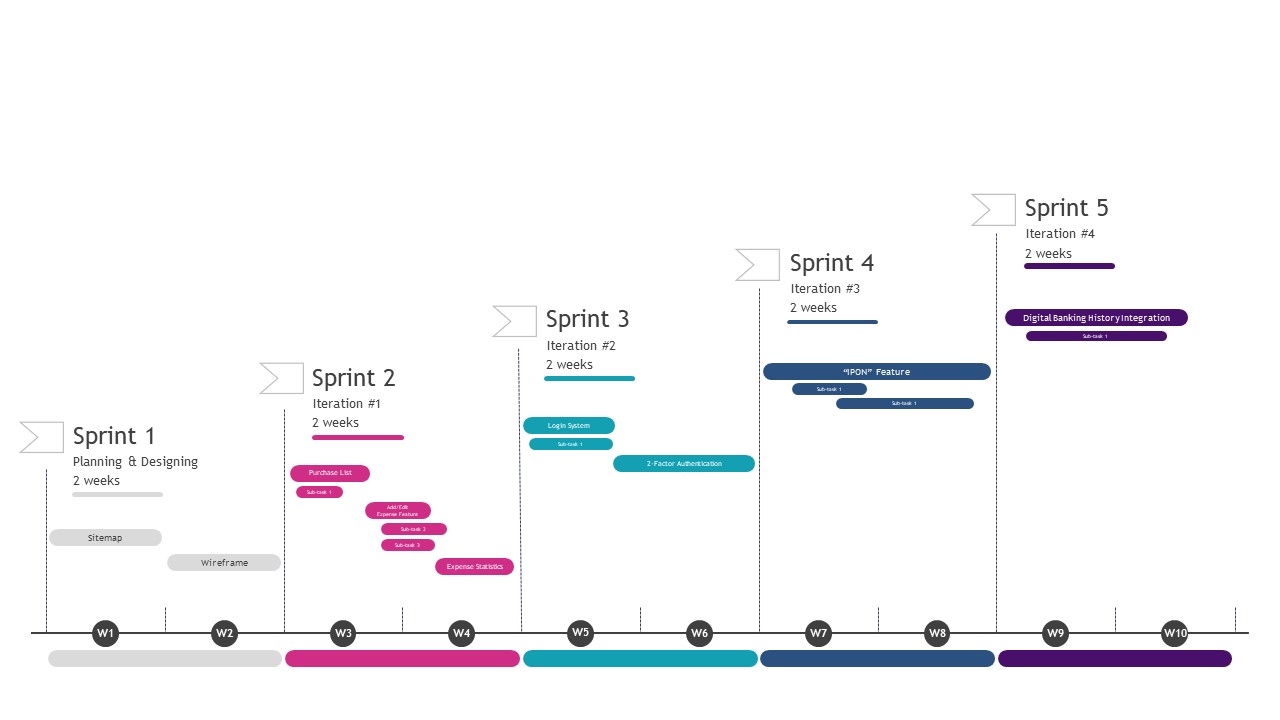 Sprint 1
Planning & Designing
2 weeks
Sitemap
Wireframe
Sprint 2
Iteration #1
2 weeks
Purchase List
Sub-task 1
Add/Edit
Expense Feature
Sub-task 2
Sub-task 3
Expense Statistics
Sprint 3
Iteration #2
2 weeks
Login System
Sub-task 1
2-Factor Authentication
Sprint 4
Iteration #3
2 weeks
“IPON” Feature
Sub-task 1
Sub-task 1
Sprint 5
Iteration #4
2 weeks
Digital Banking History Integration
Sub-task 1
W1
W2
W3
W4
W5
W6
W7
W8
W9
W10